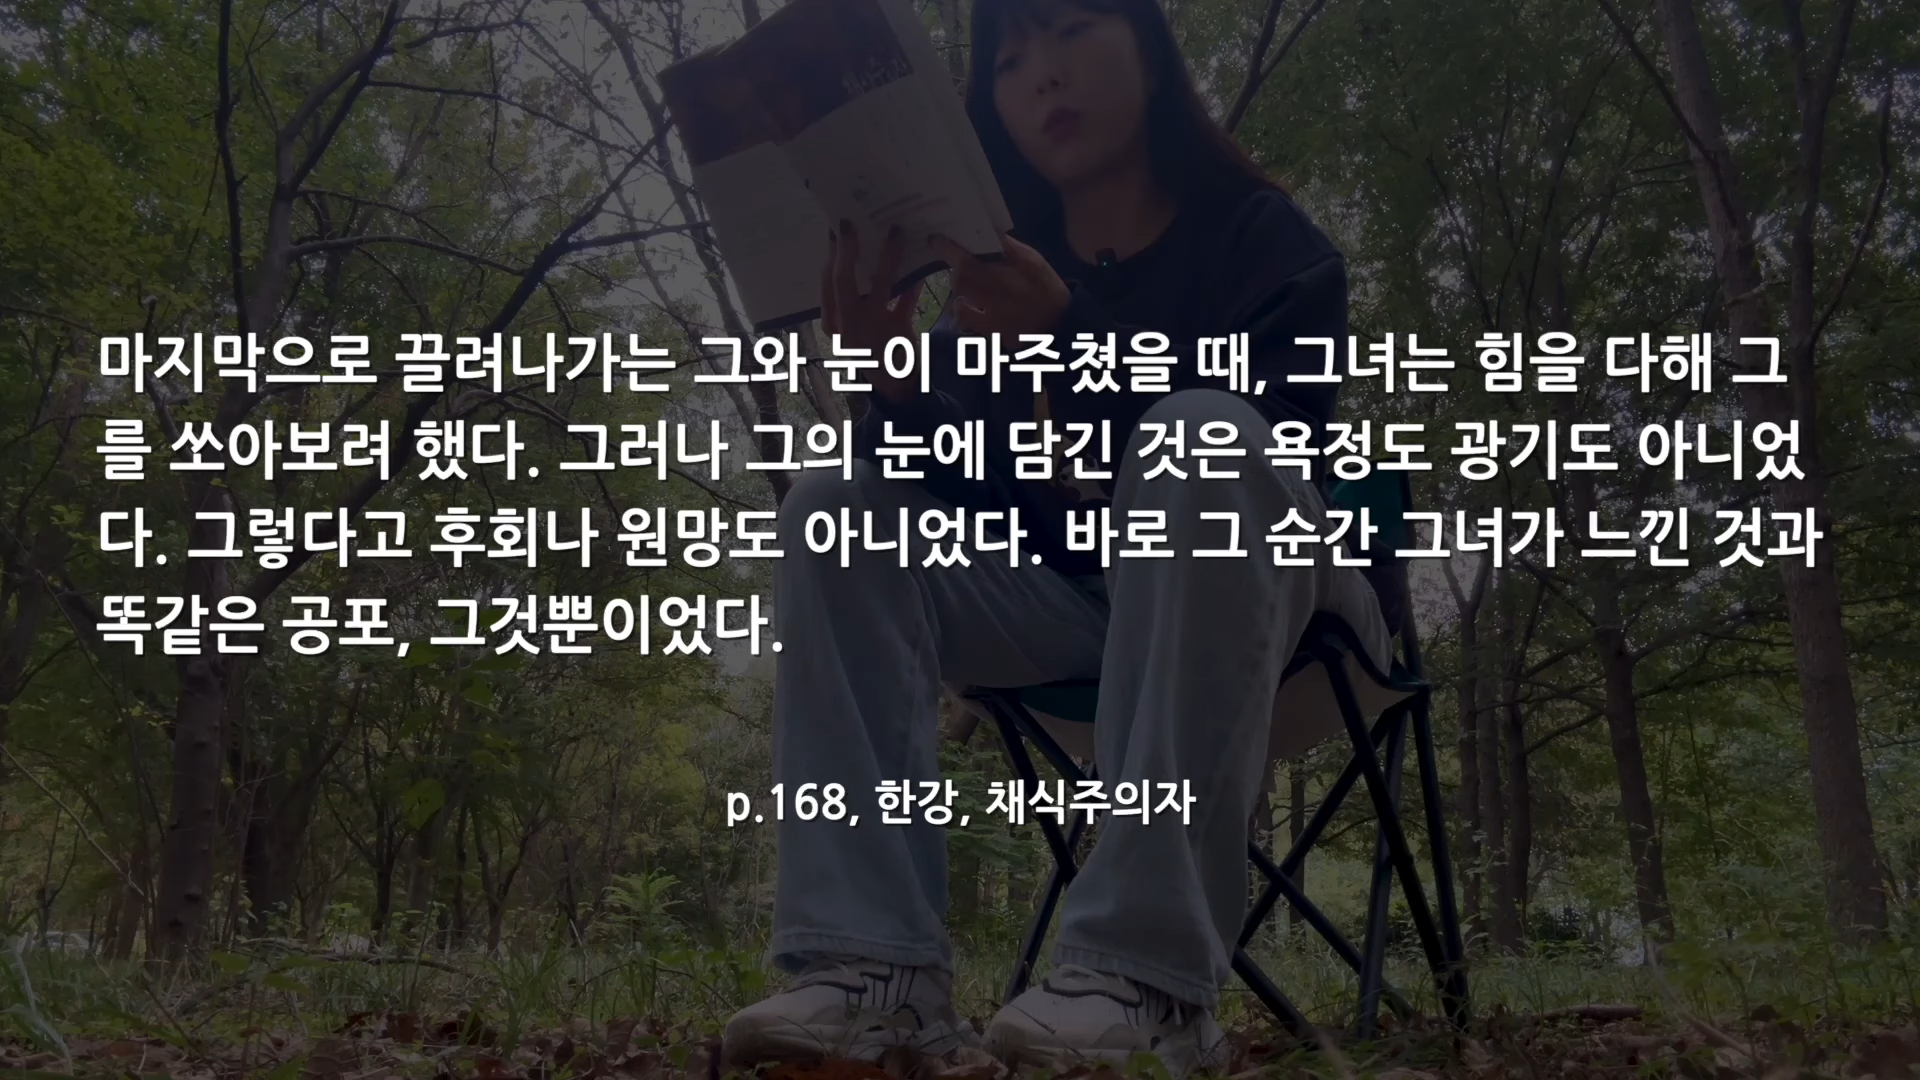 마지막으로 끌려나가는 그와 눈이 마주쳤을 때, 그녀는 힘을 다해 그
를 쏘아보려 했다. 그러나 그의 눈에 담긴 것은 욕정도 광기도 아니었
다. 그렇다고 후회나 원망도 아니었다. 바로 그 순간 그녀가 느낀 것과
똑같은 공포, 그것뿐이었다.
p.168, 한강, 채식주의자